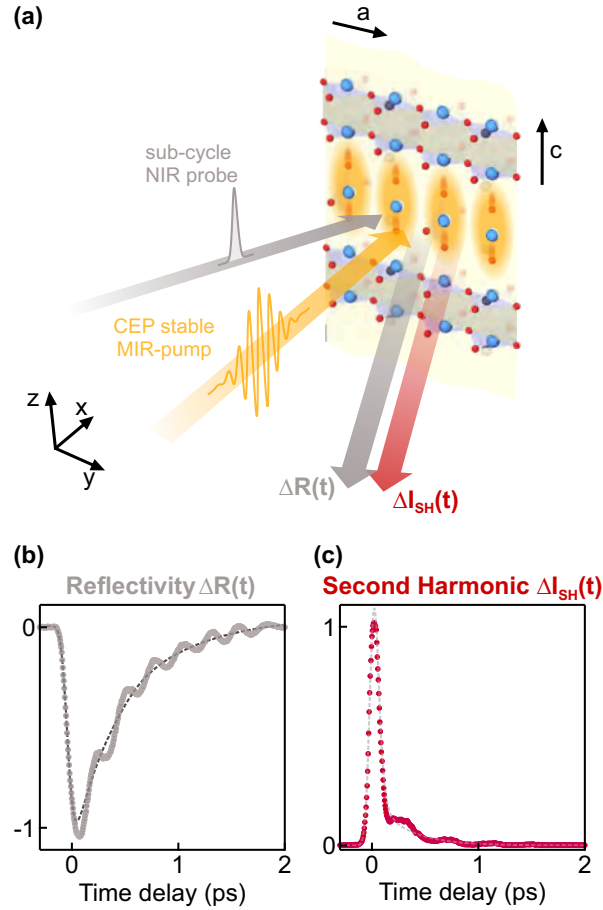 (a)
a
c
sub-cycle
NIR probe
CEP stable
MIR-pump
z
x
y
ΔR(t)
ΔI_SH(t)
(b)
(c)
Reflectivity ΔR(t)
Second Harmonic ΔI_SH(t)
0
-1
0
1
2
Time delay (ps)
1
0
0
1
2
Time delay (ps)